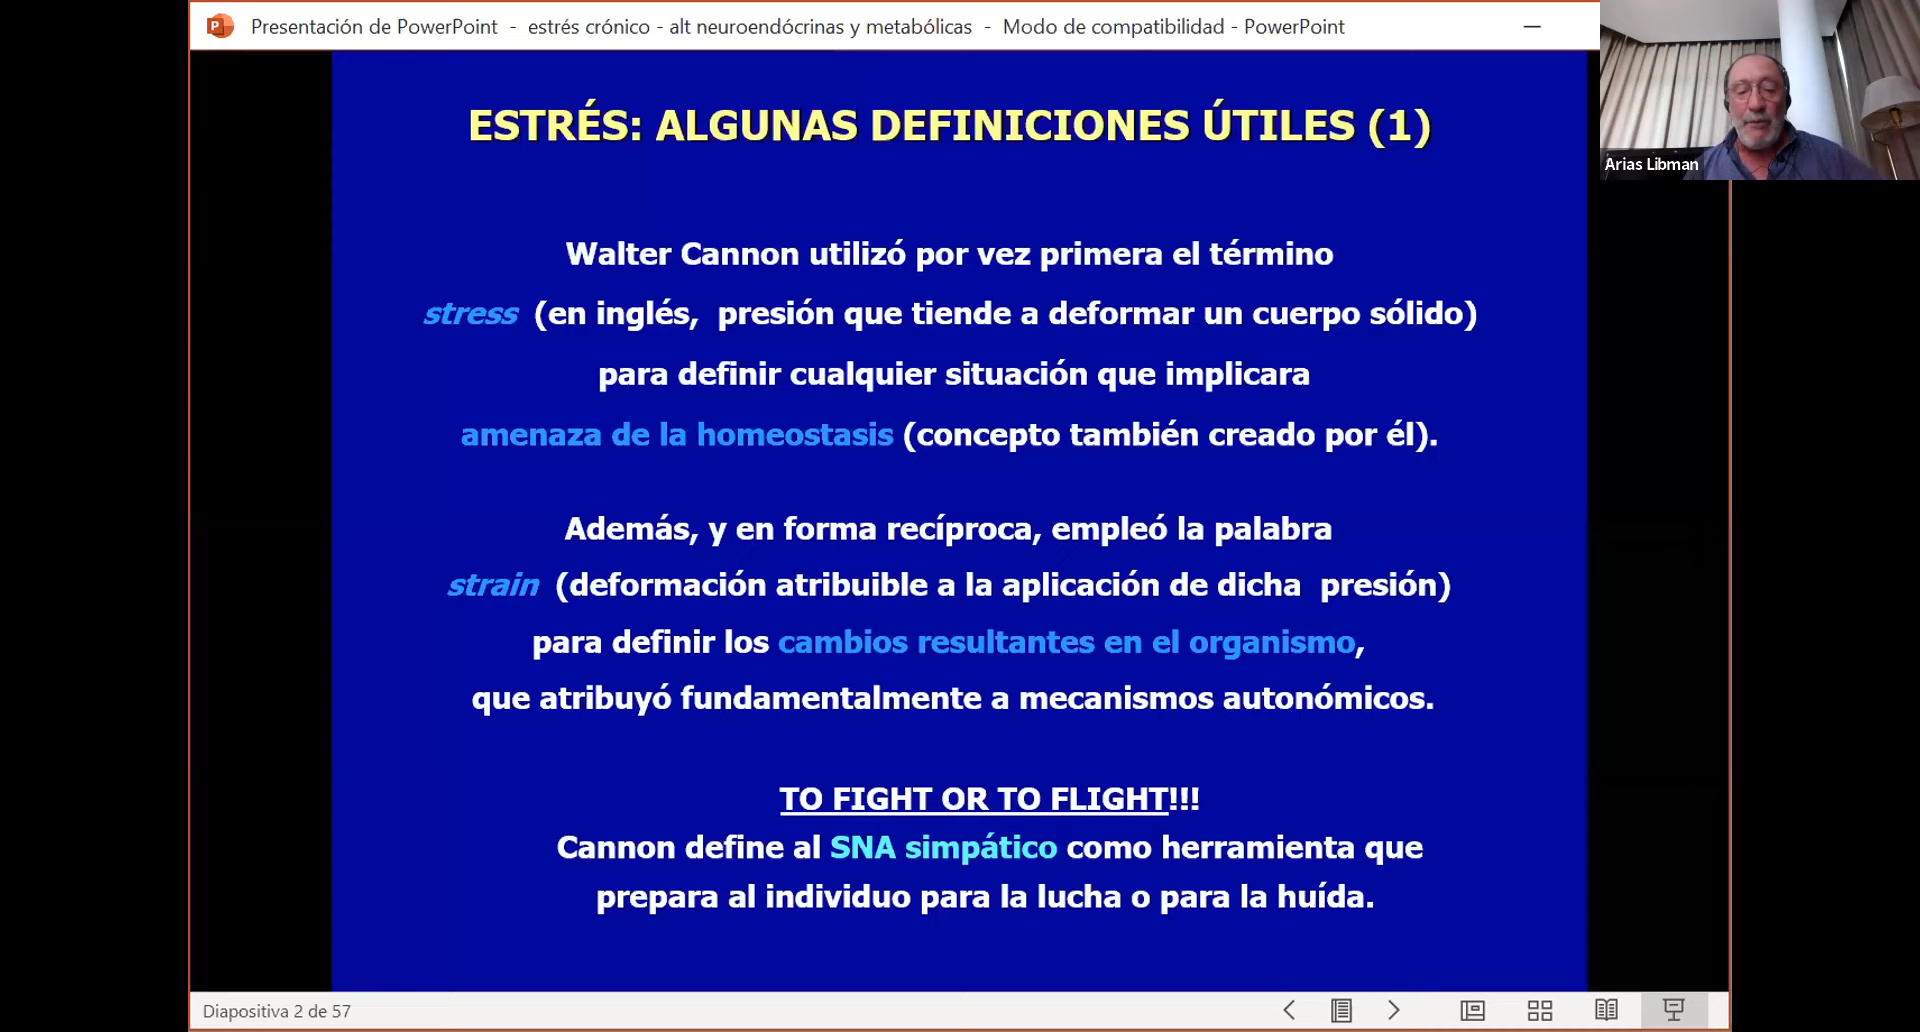 Presentación de PowerPoint - estrés crónico - alt neuroendócrinas y metabólicas - Modo de compatibilidad - PowerPoint
Arias Libman
ESTRÉS: ALGUNAS DEFINICIONES ÚTILES (1)
Walter Cannon utilizó por vez primera el término
stress (en inglés, presión que tiende a deformar un cuerpo sólido)
para definir cualquier situación que implicara
amenaza de la homeostasis (concepto también creado por él).
Además, y en forma recíproca, empleó la palabra
strain (deformación atribuible a la aplicación de dicha presión)
para definir los cambios resultantes en el organismo,
que atribuyó fundamentalmente a mecanismos autonómicos.
TO FIGHT OR TO FLIGHT!!!
Cannon define al SNA simpático como herramienta que
prepara al individuo para la lucha o para la huída.
Diapositiva 2 de 57